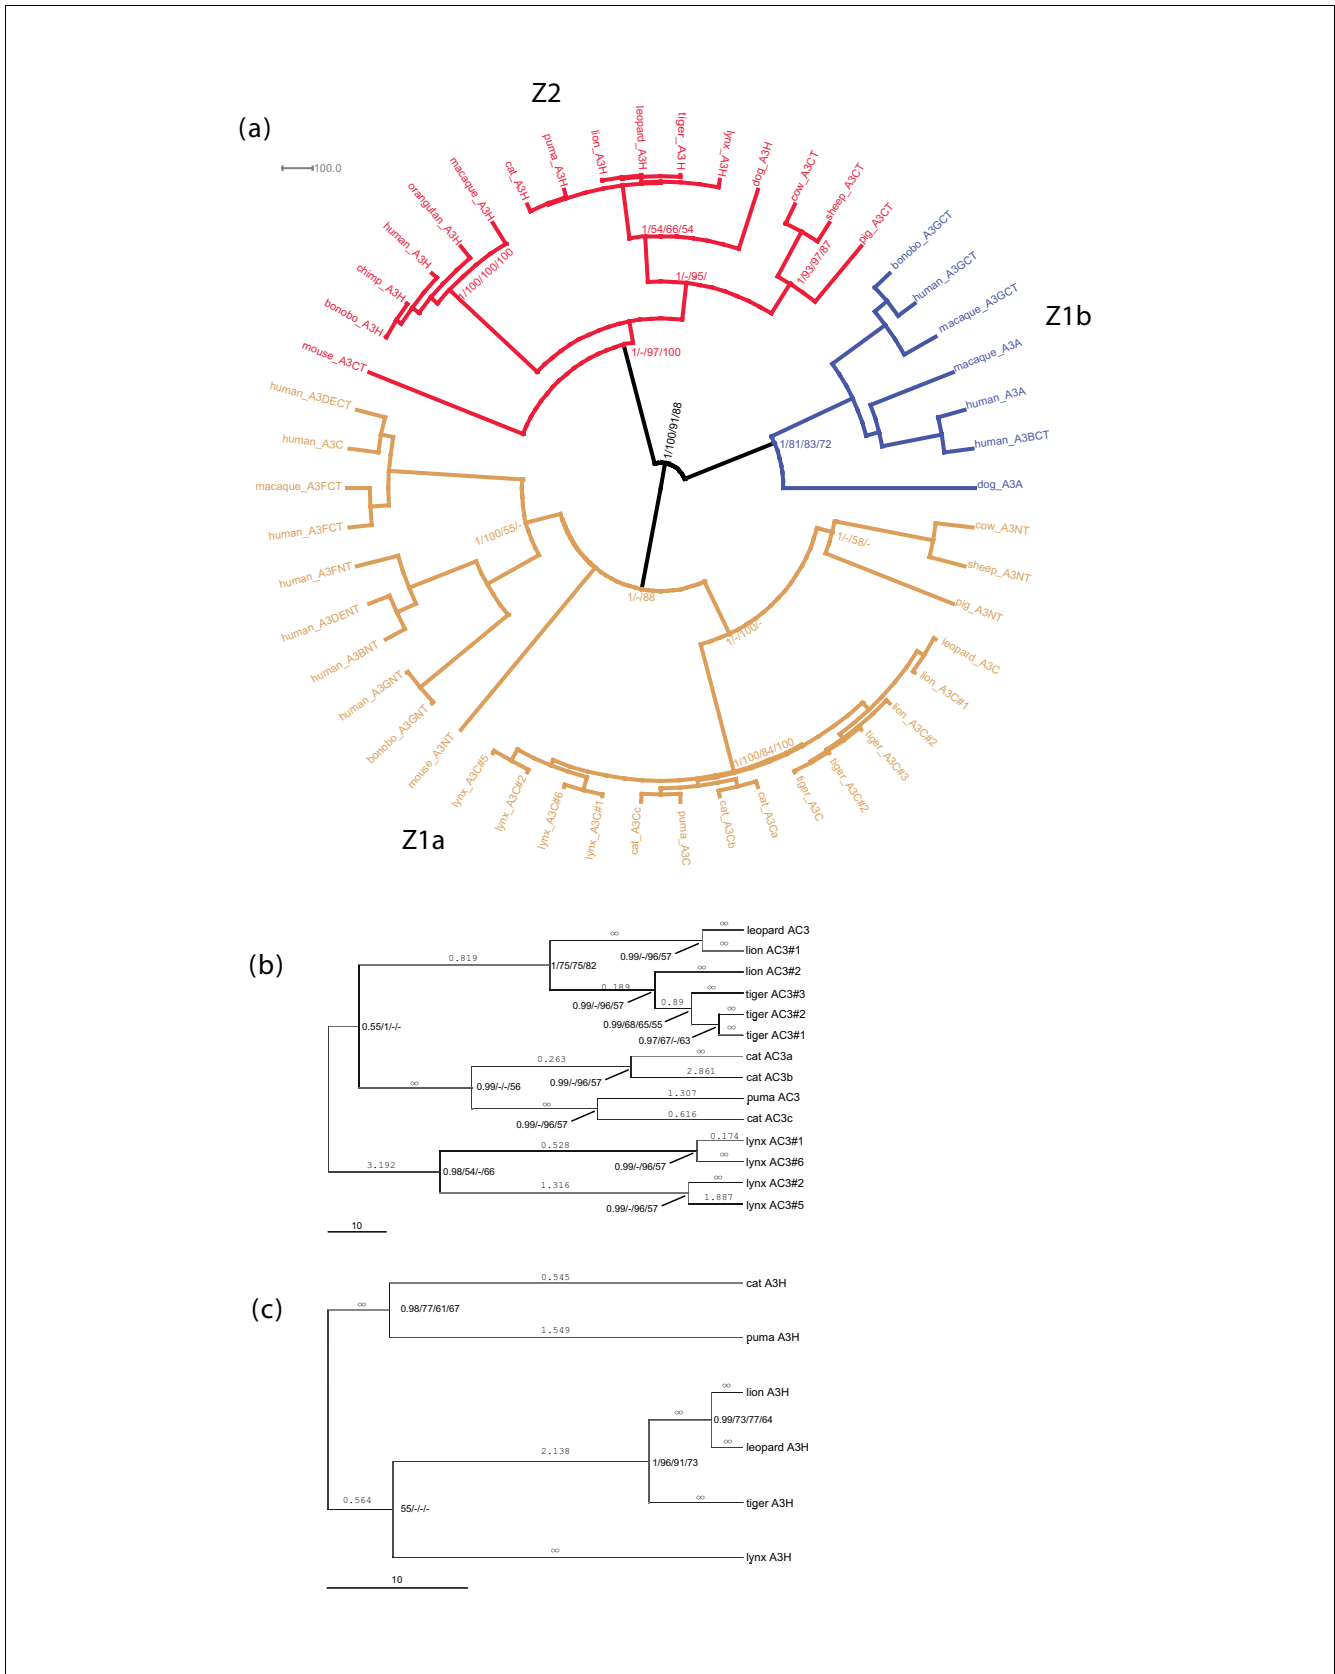 (a)
100.0
Z2
cat_A3H
puma_A3H
lion_A3H
leopard_A3H
tiger_A3H
lynx_A3H
dog_A3H
cow_A3CT
sheep_A3CT
pig_A3CT
macaque_A3H
orangutan_A3H
human_A3H
chimp_A3H
bonobo_A3H
mouse_A3CT
1/100/100/100
1/54/66/54
1/-/95/
1/93/97/87
1/-/97/100
1/100/91/88
Z1b
bonobo_A3GCT
human_A3GCT
macaque_A3GCT
macaque_A3A
human_A3A
human_A3BCT
dog_A3A
1/81/83/72
human_A3DECT
human_A3C
macaque_A3FCT
human_A3FCT
human_A3FNT
human_A3DENT
human_A3BNT
human_A3GNT
bonobo_A3GNT
mouse_A3NT
1/100/55/-
1/-/88
1/-/100/-
1/-/58/-
1/100/84/100
cow_A3NT
sheep_A3NT
pig_A3NT
leopard_A3C
lion_A3C#1
lion_A3C#2
tiger_A3C#3
tiger_A3C#2
tiger_A3C
cat_A3Ca
cat_A3Cb
puma_A3C
cat_A3Cc
lynx_A3C#1
lynx_A3C#6
lynx_A3C#2
lynx_A3C#5
Z1a
(b)
∞ leopard AC3
∞
∞ lion AC3#1
0.99/-/96/57
0.819
1/75/75/82
∞ lion AC3#2
0.189
0.99/-/96/57
∞ tiger AC3#3
0.89
0.99/68/65/55
∞ tiger AC3#2
∞ tiger AC3#1
0.97/67/-/63
0.55/1/-/-
∞ cat AC3a
0.263
2.861 cat AC3b
0.99/-/96/57
∞
0.99/-/-/56
1.307 puma AC3
∞
0.616 cat AC3c
0.99/-/96/57
0.174 lynx AC3#1
0.528
∞ lynx AC3#6
0.99/-/96/57
3.192
0.98/54/-/66
∞ lynx AC3#2
1.316
1.887 lynx AC3#5
0.99/-/96/57
10
(c)
0.545 cat A3H
∞
0.98/77/61/67
1.549 puma A3H
∞ lion A3H
∞
0.99/73/77/64
∞ leopard A3H
2.138
1/96/91/73
∞ tiger A3H
0.564
55/-/-/-
∞ lynx A3H
10